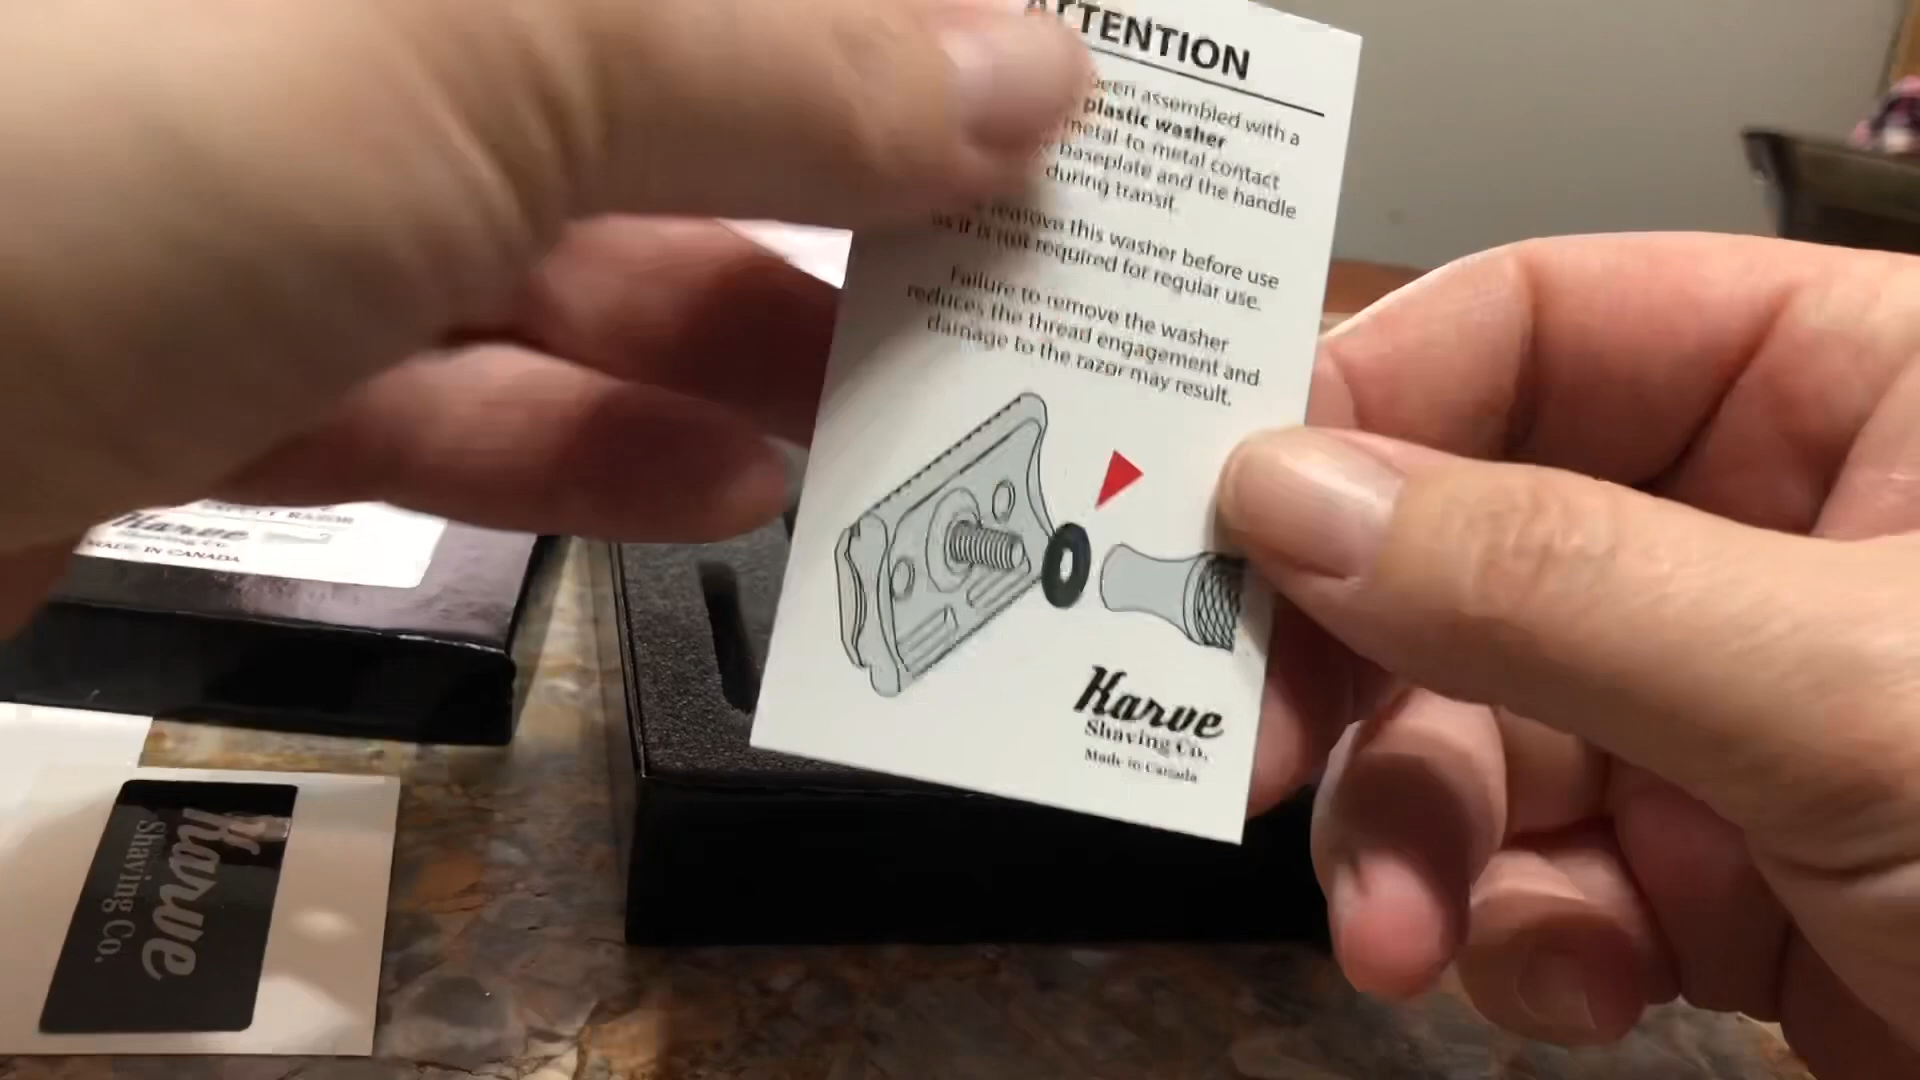 ATTENTION
been assembled with a
plastic washer
metal to metal contact
baseplate and the handle
during transit.
remove this washer before use
as it is not required for regular use.
Failure to remove the washer
reduces the thread engagement and
damage to the razor may result.
Karve
Shaving Co.
Made in Canada
SAFETY RAZOR
Karve
Shaving Co.
MADE IN CANADA
Karve
Shaving Co.